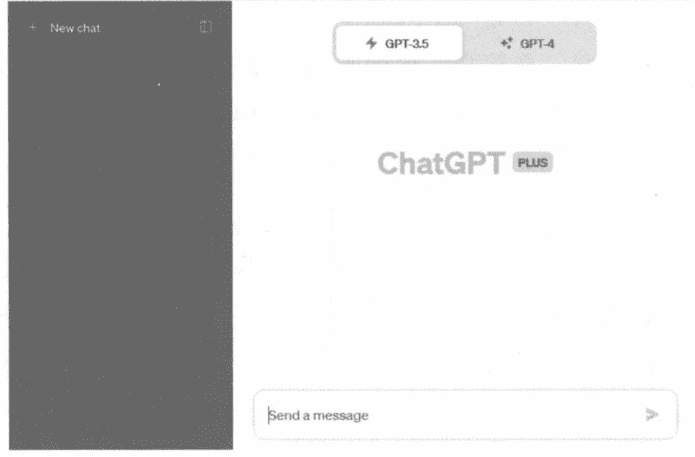 + New chat
GPT-3.5
GPT-4
ChatGPT PLUS
Send a message